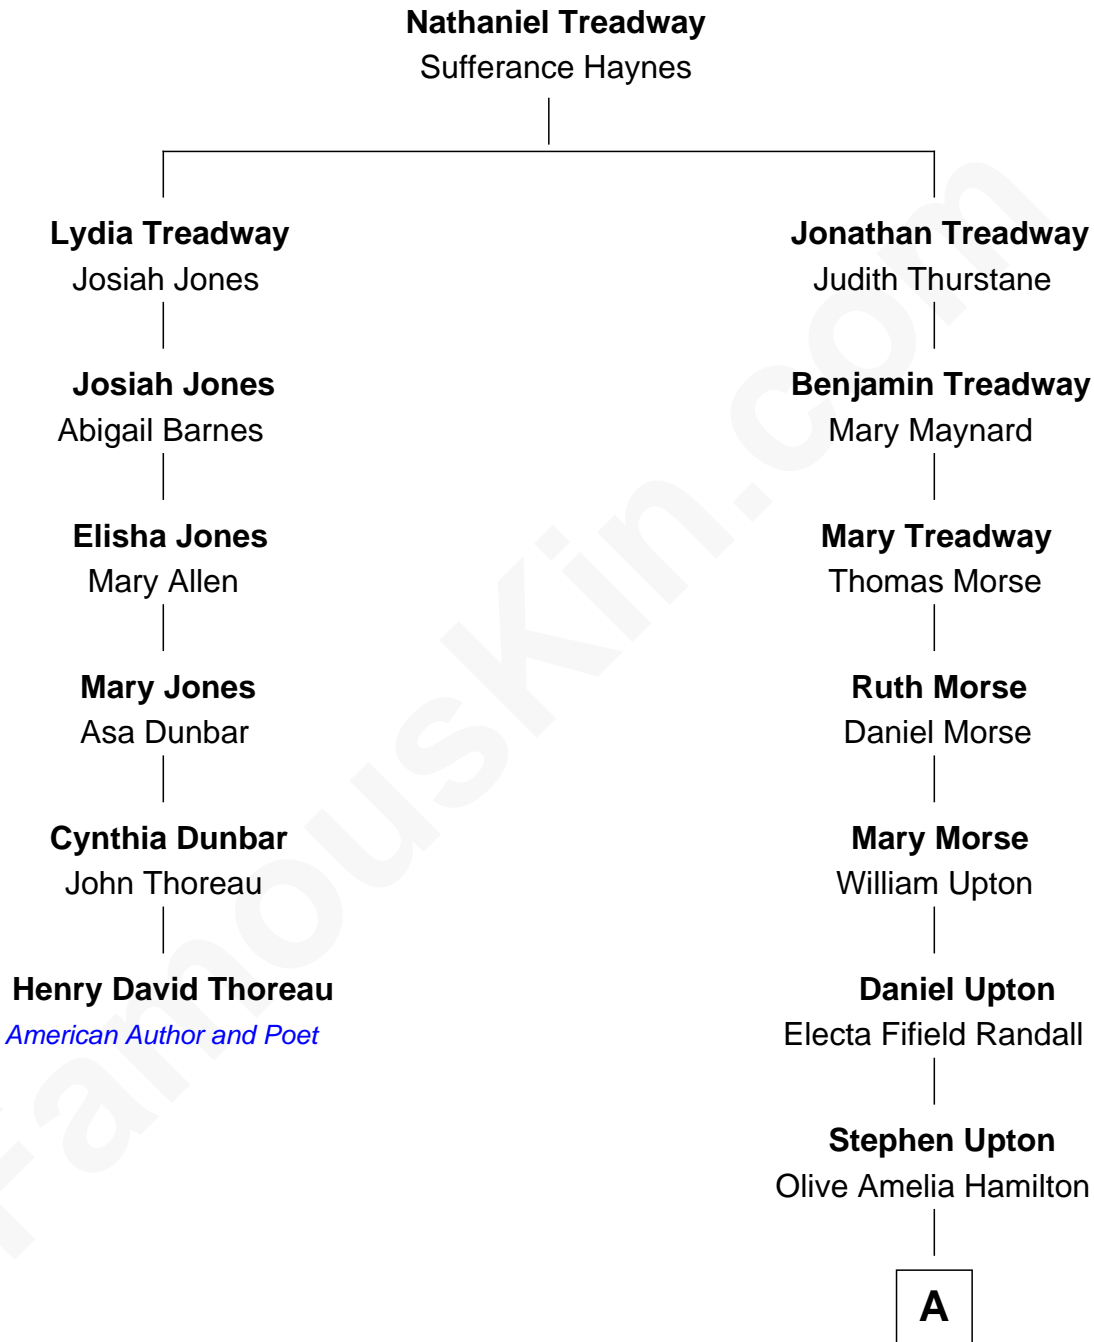 Nathaniel Treadway
Sufferance Haynes
Lydia Treadway
Josiah Jones
Jonathan Treadway
Judith Thurstane
Josiah Jones
Abigail Barnes
Benjamin Treadway
Mary Maynard
Elisha Jones
Mary Allen
Mary Treadway
Thomas Morse
Mary Jones
Asa Dunbar
Ruth Morse
Daniel Morse
Cynthia Dunbar
John Thoreau
Mary Morse
William Upton
Henry David Thoreau
American Author and Poet
Daniel Upton
Electa Fifield Randall
Stephen Upton
Olive Amelia Hamilton
A
FamousKin.com